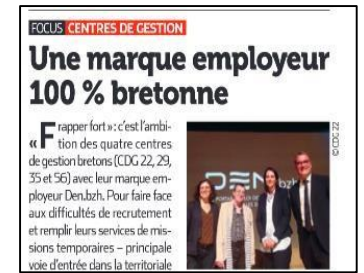 FOCUS CENTRES DE GESTION
Une marque employeur
100 % bretonne
« Frapper fort » : c'est l'ambi-
tion des quatre centres
de gestion bretons (CDG 22, 29,
35 et 56) avec leur marque em-
ployeur Den.bzh. Pour faire face
aux difficultés de recrutement
et remplir leurs services de mis-
sions temporaires – principale
voie d'entrée dans la territoriale
DEN.bzh
© CDG 22